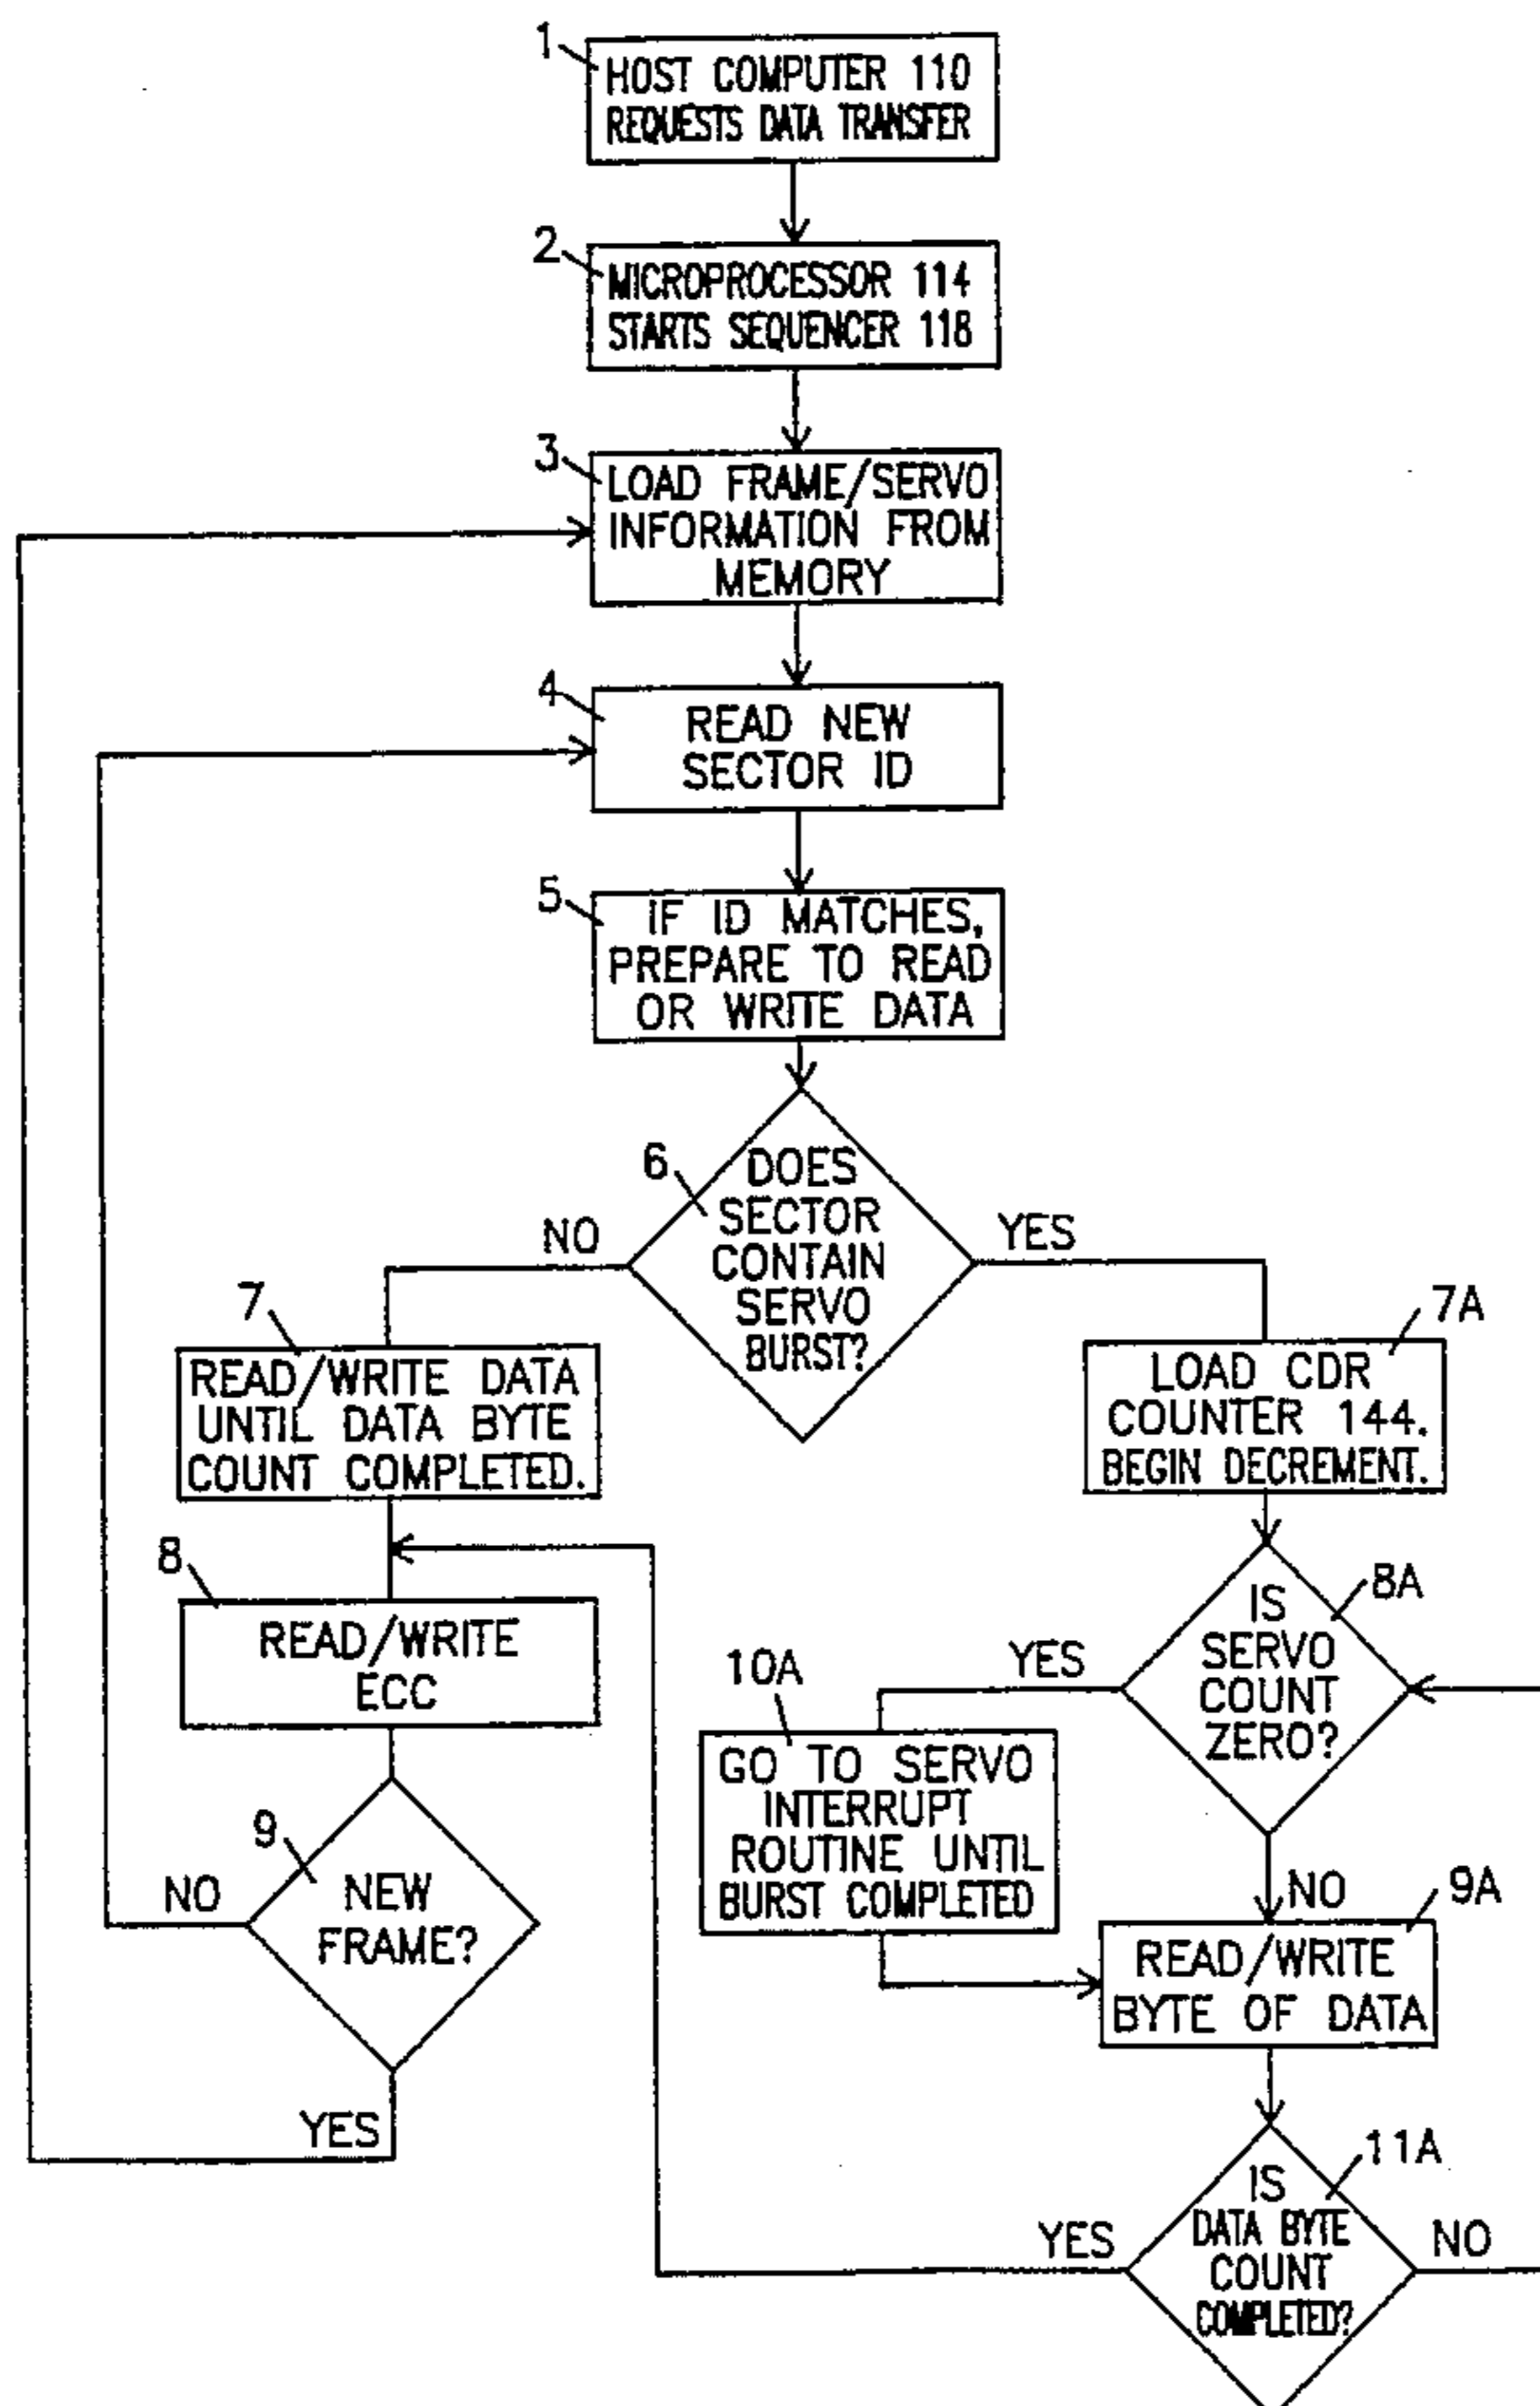 1
HOST COMPUTER 110
REQUESTS DATA TRANSFER
2
MICROPROCESSOR 114
STARTS SEQUENCER 118
3
LOAD FRAME/SERVO
INFORMATION FROM
MEMORY
4
READ NEW
SECTOR ID
5
IF ID MATCHES,
PREPARE TO READ
OR WRITE DATA
6
DOES
SECTOR
CONTAIN
SERVO
BURST?
NO
YES
7
READ/WRITE DATA
UNTIL DATA BYTE
COUNT COMPLETED.
7A
LOAD CDR
COUNTER 144.
BEGIN DECREMENT.
8
READ/WRITE
ECC
8A
IS
SERVO
COUNT
ZERO?
YES
NO
10A
GO TO SERVO
INTERRUPT
ROUTINE UNTIL
BURST COMPLETED
9
NEW
FRAME?
NO
YES
9A
READ/WRITE
BYTE OF DATA
11A
IS
DATA BYTE
COUNT
COMPLETED?
YES
NO